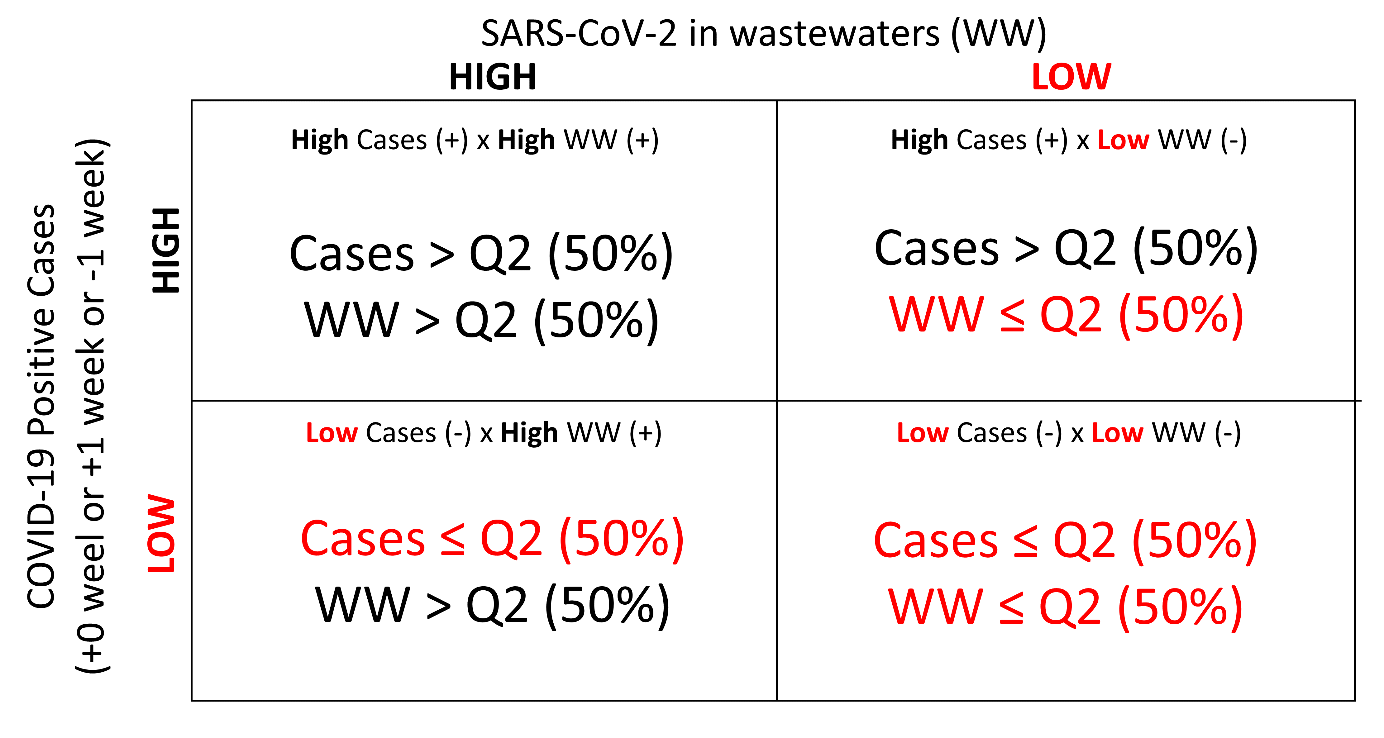 SARS-CoV-2 in wastewaters (WW)
HIGH
LOW
COVID-19 Positive Cases
(+0 weel or +1 week or -1 week)
HIGH
High Cases (+) x High WW (+)
Cases > Q2 (50%)
WW > Q2 (50%)
High Cases (+) x Low WW (-)
Cases > Q2 (50%)
WW ≤ Q2 (50%)
LOW
Low Cases (-) x High WW (+)
Cases ≤ Q2 (50%)
WW > Q2 (50%)
Low Cases (-) x Low WW (-)
Cases ≤ Q2 (50%)
WW ≤ Q2 (50%)